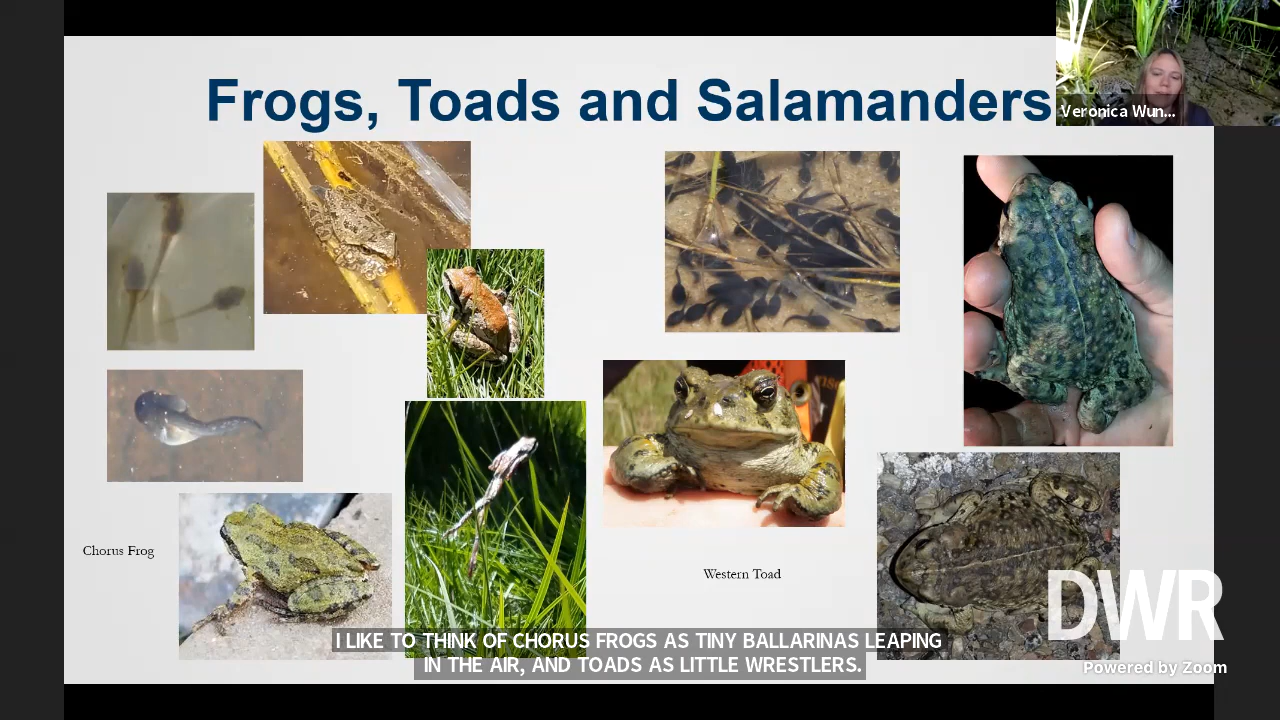 Frogs, Toads and Salamanders
Veronica Wun...
Chorus Frog
Western Toad
I LIKE TO THINK OF CHORUS FROGS AS TINY BALLARINAS LEAPING
IN THE AIR, AND TOADS AS LITTLE WRESTLERS.
DWR
Powered by Zoom